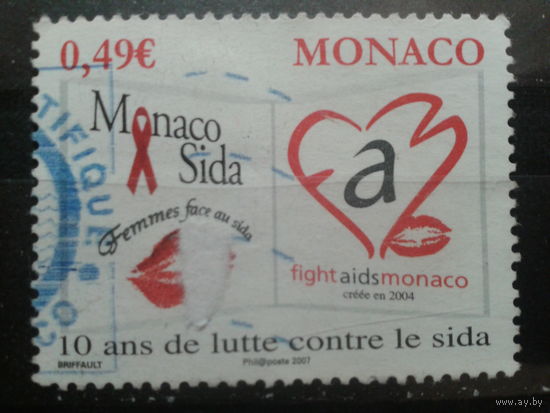 0,49€ MONACO
Monaco
Sida
Femmes face au sida
a
fightaidsmonaco
créée en 2004
10 ans de lutte contre le sida
BRIFFAULT Phil@poste 2007
TIFIQUE
www.ay.by